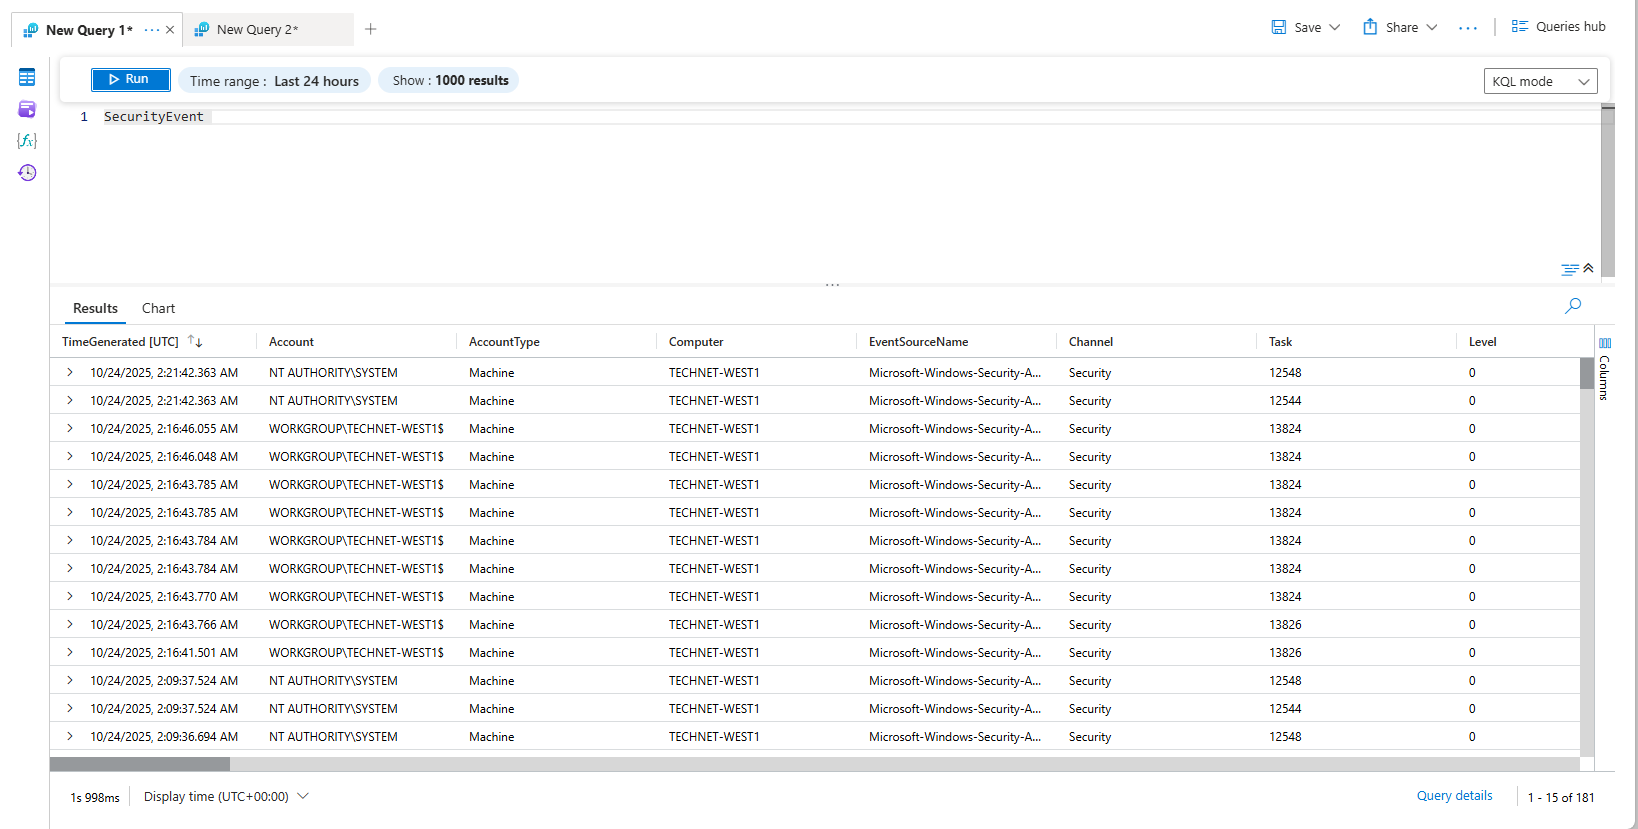 New Query 1* ··· × New Query 2* +
Save Share ··· Queries hub
Run Time range : Last 24 hours Show : 1000 results KQL mode
1 SecurityEvent
Results Chart
TimeGenerated [UTC] Account AccountType Computer EventSourceName Channel Task Level
10/24/2025, 2:21:42.363 AM NT AUTHORITY\SYSTEM Machine TECHNET-WEST1 Microsoft-Windows-Security-A... Security 12548 0
10/24/2025, 2:21:42.363 AM NT AUTHORITY\SYSTEM Machine TECHNET-WEST1 Microsoft-Windows-Security-A... Security 12544 0
10/24/2025, 2:16:46.055 AM WORKGROUP\TECHNET-WEST1$ Machine TECHNET-WEST1 Microsoft-Windows-Security-A... Security 13824 0
10/24/2025, 2:16:46.048 AM WORKGROUP\TECHNET-WEST1$ Machine TECHNET-WEST1 Microsoft-Windows-Security-A... Security 13824 0
10/24/2025, 2:16:43.785 AM WORKGROUP\TECHNET-WEST1$ Machine TECHNET-WEST1 Microsoft-Windows-Security-A... Security 13824 0
10/24/2025, 2:16:43.785 AM WORKGROUP\TECHNET-WEST1$ Machine TECHNET-WEST1 Microsoft-Windows-Security-A... Security 13824 0
10/24/2025, 2:16:43.784 AM WORKGROUP\TECHNET-WEST1$ Machine TECHNET-WEST1 Microsoft-Windows-Security-A... Security 13824 0
10/24/2025, 2:16:43.784 AM WORKGROUP\TECHNET-WEST1$ Machine TECHNET-WEST1 Microsoft-Windows-Security-A... Security 13824 0
10/24/2025, 2:16:43.770 AM WORKGROUP\TECHNET-WEST1$ Machine TECHNET-WEST1 Microsoft-Windows-Security-A... Security 13824 0
10/24/2025, 2:16:43.766 AM WORKGROUP\TECHNET-WEST1$ Machine TECHNET-WEST1 Microsoft-Windows-Security-A... Security 13826 0
10/24/2025, 2:16:41.501 AM WORKGROUP\TECHNET-WEST1$ Machine TECHNET-WEST1 Microsoft-Windows-Security-A... Security 13826 0
10/24/2025, 2:09:37.524 AM NT AUTHORITY\SYSTEM Machine TECHNET-WEST1 Microsoft-Windows-Security-A... Security 12548 0
10/24/2025, 2:09:37.524 AM NT AUTHORITY\SYSTEM Machine TECHNET-WEST1 Microsoft-Windows-Security-A... Security 12544 0
10/24/2025, 2:09:36.694 AM NT AUTHORITY\SYSTEM Machine TECHNET-WEST1 Microsoft-Windows-Security-A... Security 12548 0
Columns
1s 998ms Display time (UTC+00:00) Query details 1 - 15 of 181